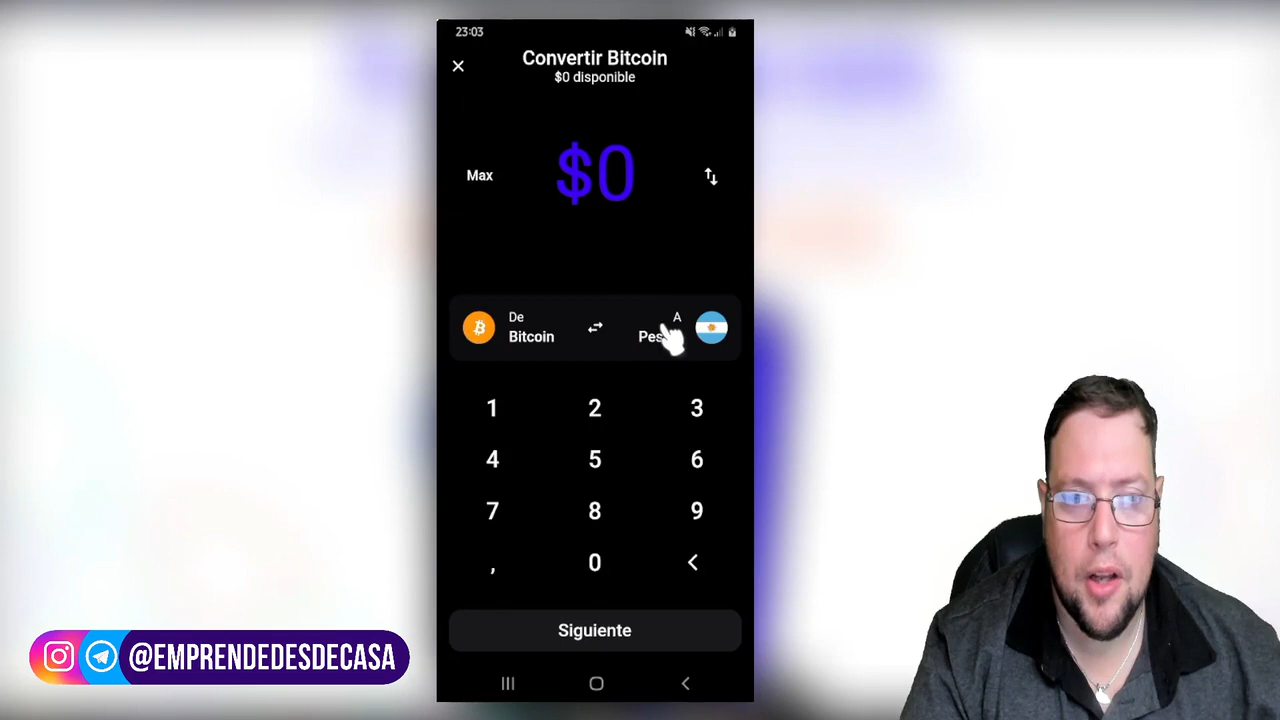 23:03
Convertir Bitcoin
$0 disponible
Max
$0
De
A
Bitcoin
1
2
3
4
5
6
7
8
9
,
0
Siguiente
@EMPRENDEDESDECASA